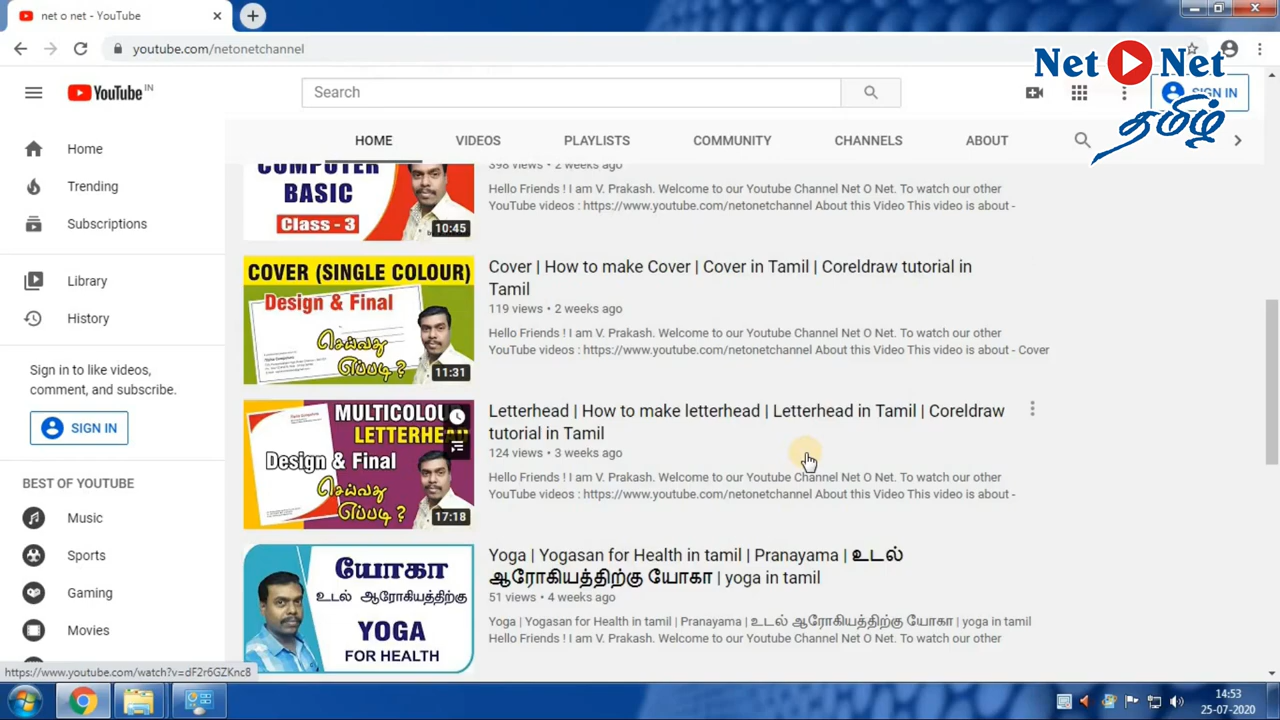 net o net - YouTube
youtube.com/netonetchannel
Net Net
தமிழ்
YouTube IN
Search
SIGN IN
HOME VIDEOS PLAYLISTS COMMUNITY CHANNELS ABOUT
Home
Trending
Subscriptions
Library
History
Sign in to like videos,
comment, and subscribe.
SIGN IN
BEST OF YOUTUBE
Music
Sports
Gaming
Movies
COMPUTER
BASIC
Class - 3
10:45
398 views • 2 weeks ago
Hello Friends ! I am V. Prakash. Welcome to our Youtube Channel Net O Net. To watch our other
YouTube videos : https://www.youtube.com/netonetchannel About this Video This video is about -
COVER (SINGLE COLOUR)
Design & Final
செய்வது
எப்படி ?
11:31
Cover | How to make Cover | Cover in Tamil | Coreldraw tutorial in
Tamil
119 views • 2 weeks ago
Hello Friends ! I am V. Prakash. Welcome to our Youtube Channel Net O Net. To watch our other
YouTube videos : https://www.youtube.com/netonetchannel About this Video This video is about - Cover
MULTICOLOU
LETTERHEA
Design & Final
செய்வது
எப்படி ?
17:18
Letterhead | How to make letterhead | Letterhead in Tamil | Coreldraw
tutorial in Tamil
124 views • 3 weeks ago
Hello Friends ! I am V. Prakash. Welcome to our Youtube Channel Net O Net. To watch our other
YouTube videos : https://www.youtube.com/netonetchannel About this Video This video is about -
யோகா
உடல் ஆரோகியத்திற்கு
YOGA
FOR HEALTH
Yoga | Yogasan for Health in tamil | Pranayama | உடல்
ஆரோகியத்திற்கு யோகா | yoga in tamil
51 views • 4 weeks ago
Yoga | Yogasan for Health in tamil | Pranayama | உடல் ஆரோகியத்திற்கு யோகா | yoga in tamil
Hello Friends ! I am V. Prakash. Welcome to our Youtube Channel Net O Net. To watch our other
https://www.youtube.com/watch?v=dF2r6GZKnc8
14:53
25-07-2020